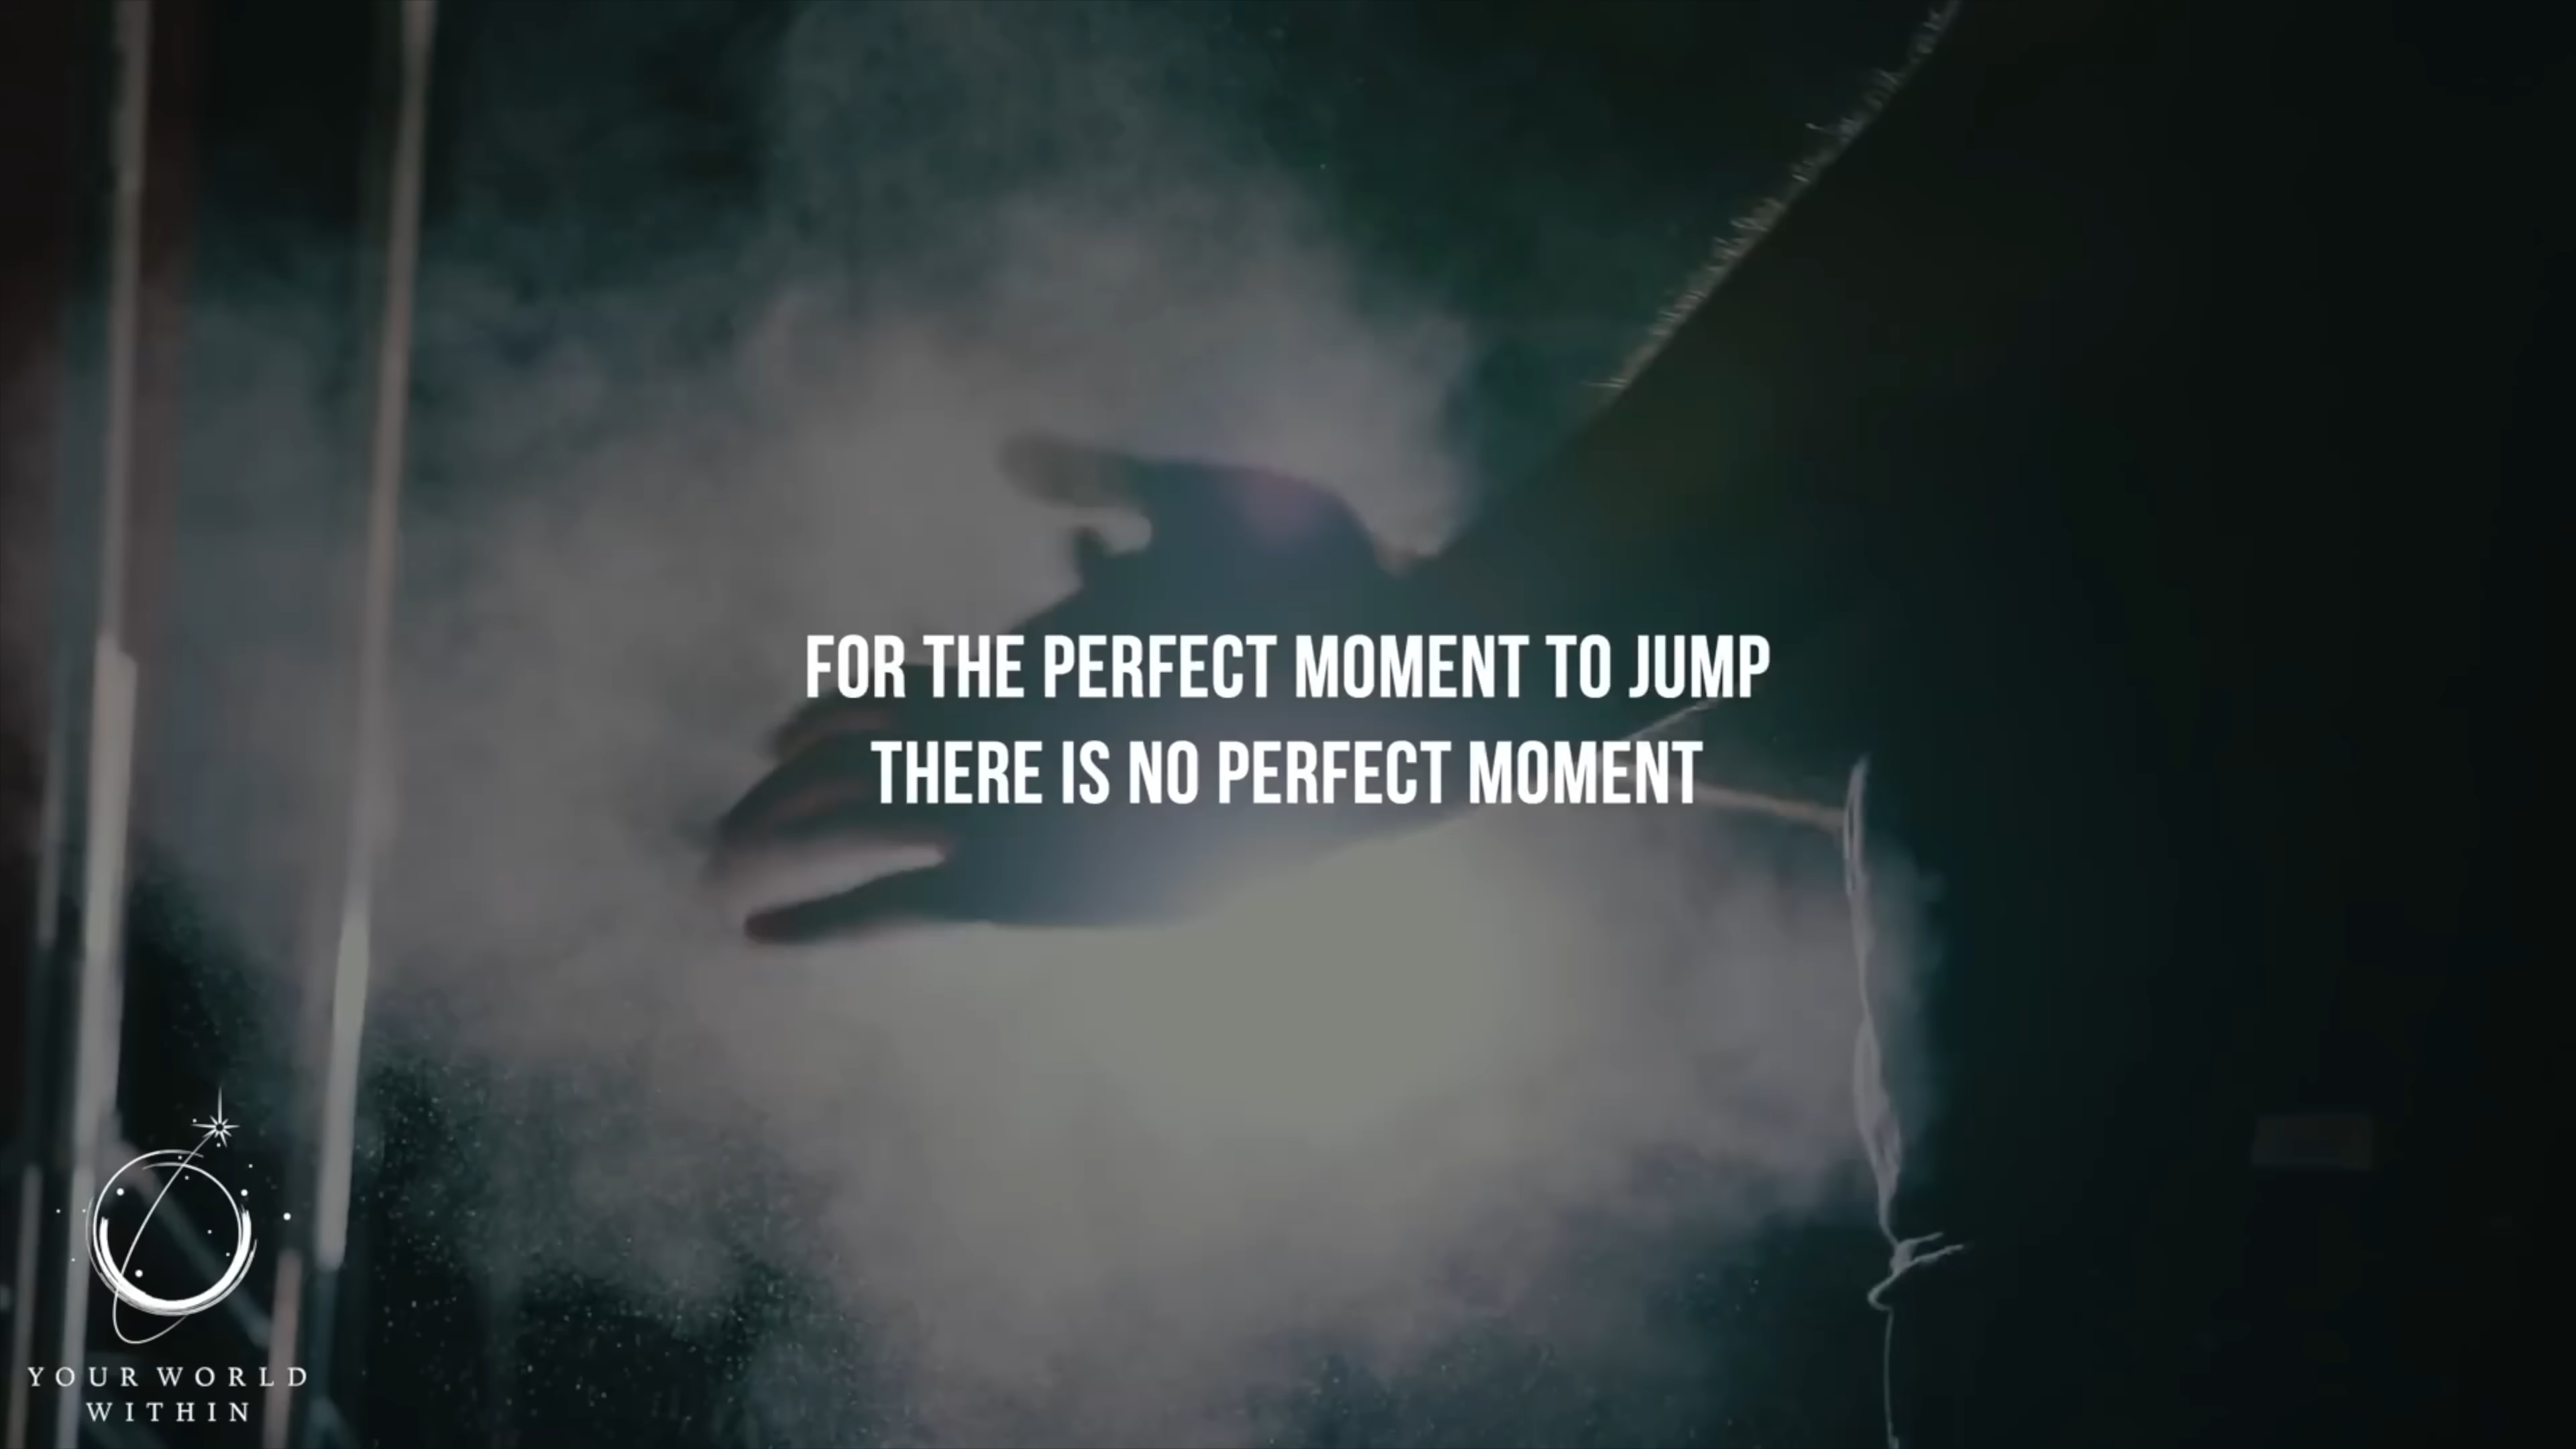 FOR THE PERFECT MOMENT TO JUMP
THERE IS NO PERFECT MOMENT
YOUR WORLD
WITHIN